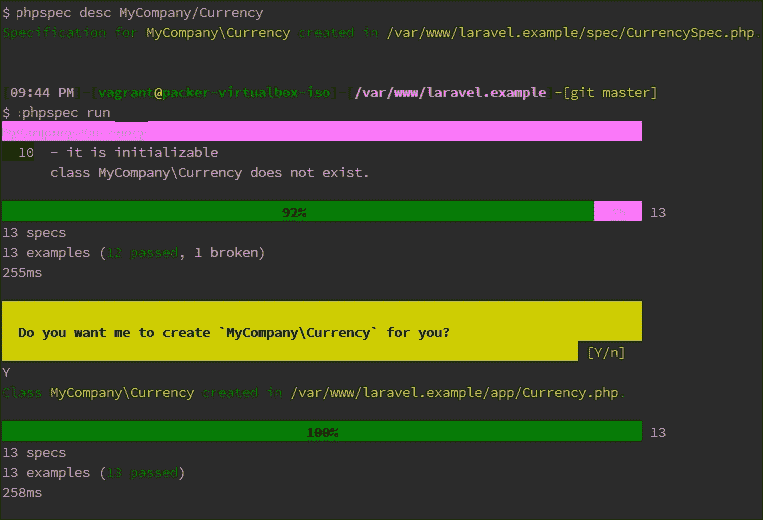 $ phpspec desc MyCompany/Currency
Specification for MyCompany\Currency created in /var/www/laravel.example/spec/CurrencySpec.php.
[09:44 PM]-[vagrant@packer-virtualbox-iso]-[/var/www/laravel.example]-[git master]
$ phpspec run
MyCompany\Currency
10 - it is initializable
class MyCompany\Currency does not exist.
92% 13
13 specs
13 examples (12 passed, 1 broken)
255ms
Do you want me to create `MyCompany\Currency` for you?
[Y/n]
Y
Class MyCompany\Currency created in /var/www/laravel.example/app/Currency.php.
100% 13
13 specs
13 examples (13 passed)
258ms